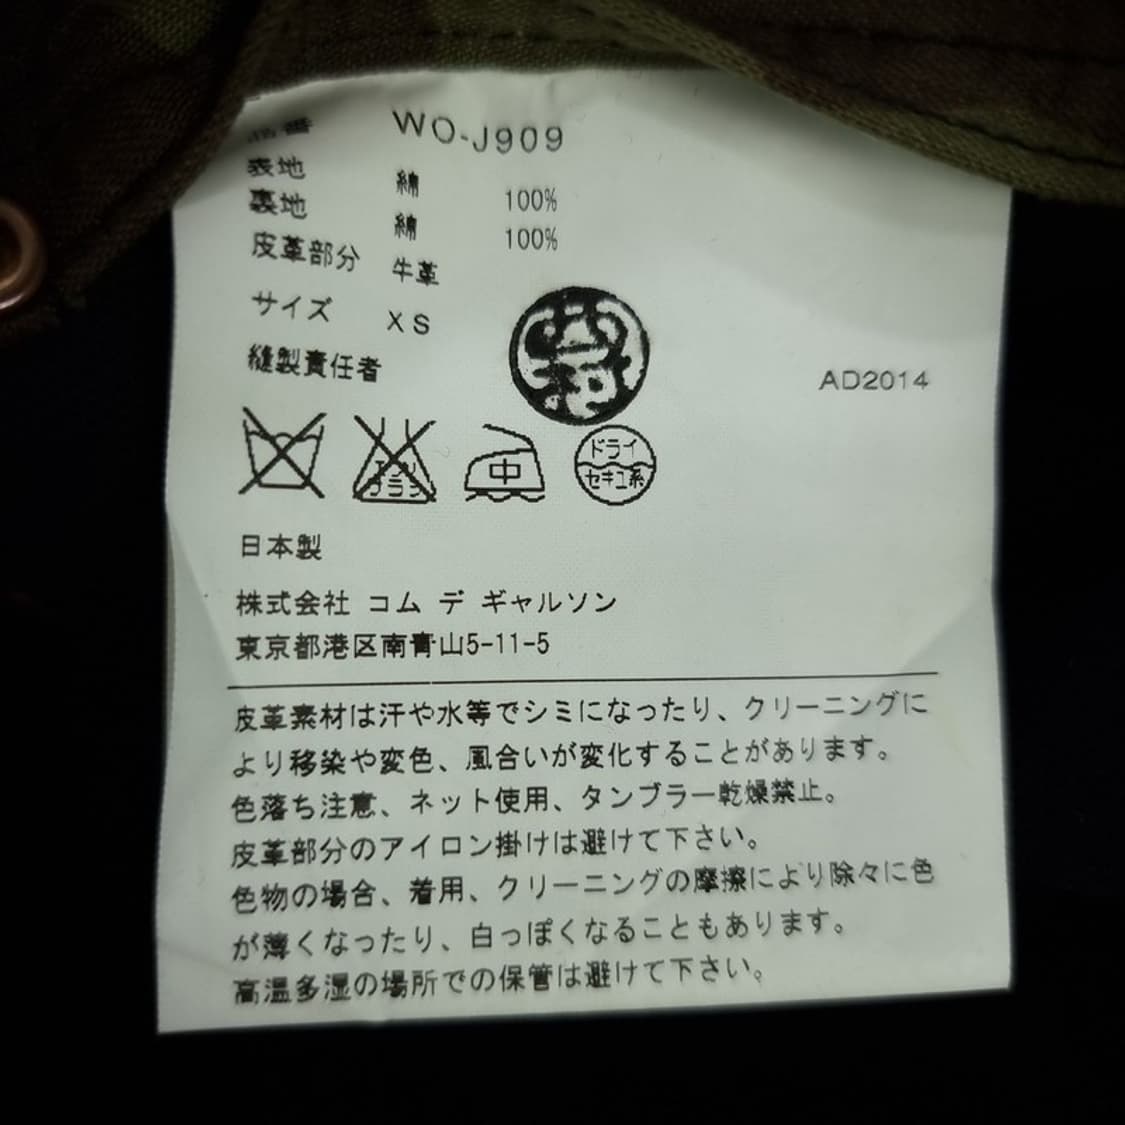 品番 WO-J909
表地 綿 100%
裏地 綿 100%
皮革部分 牛革
サイズ XS
縫製責任者
AD2014
中
ドライ
セキユ系
日本製
株式会社 コム デ ギャルソン
東京都港区南青山5-11-5
皮革素材は汗や水等でシミになったり、クリーニングに
より移染や変色、風合いが変化することがあります。
色落ち注意、ネット使用、タンブラー乾燥禁止。
皮革部分のアイロン掛けは避けて下さい。
色物の場合、着用、クリーニングの摩擦により除々に色
が薄くなったり、白っぽくなることもあります。
高温多湿の場所での保管は避けて下さい。